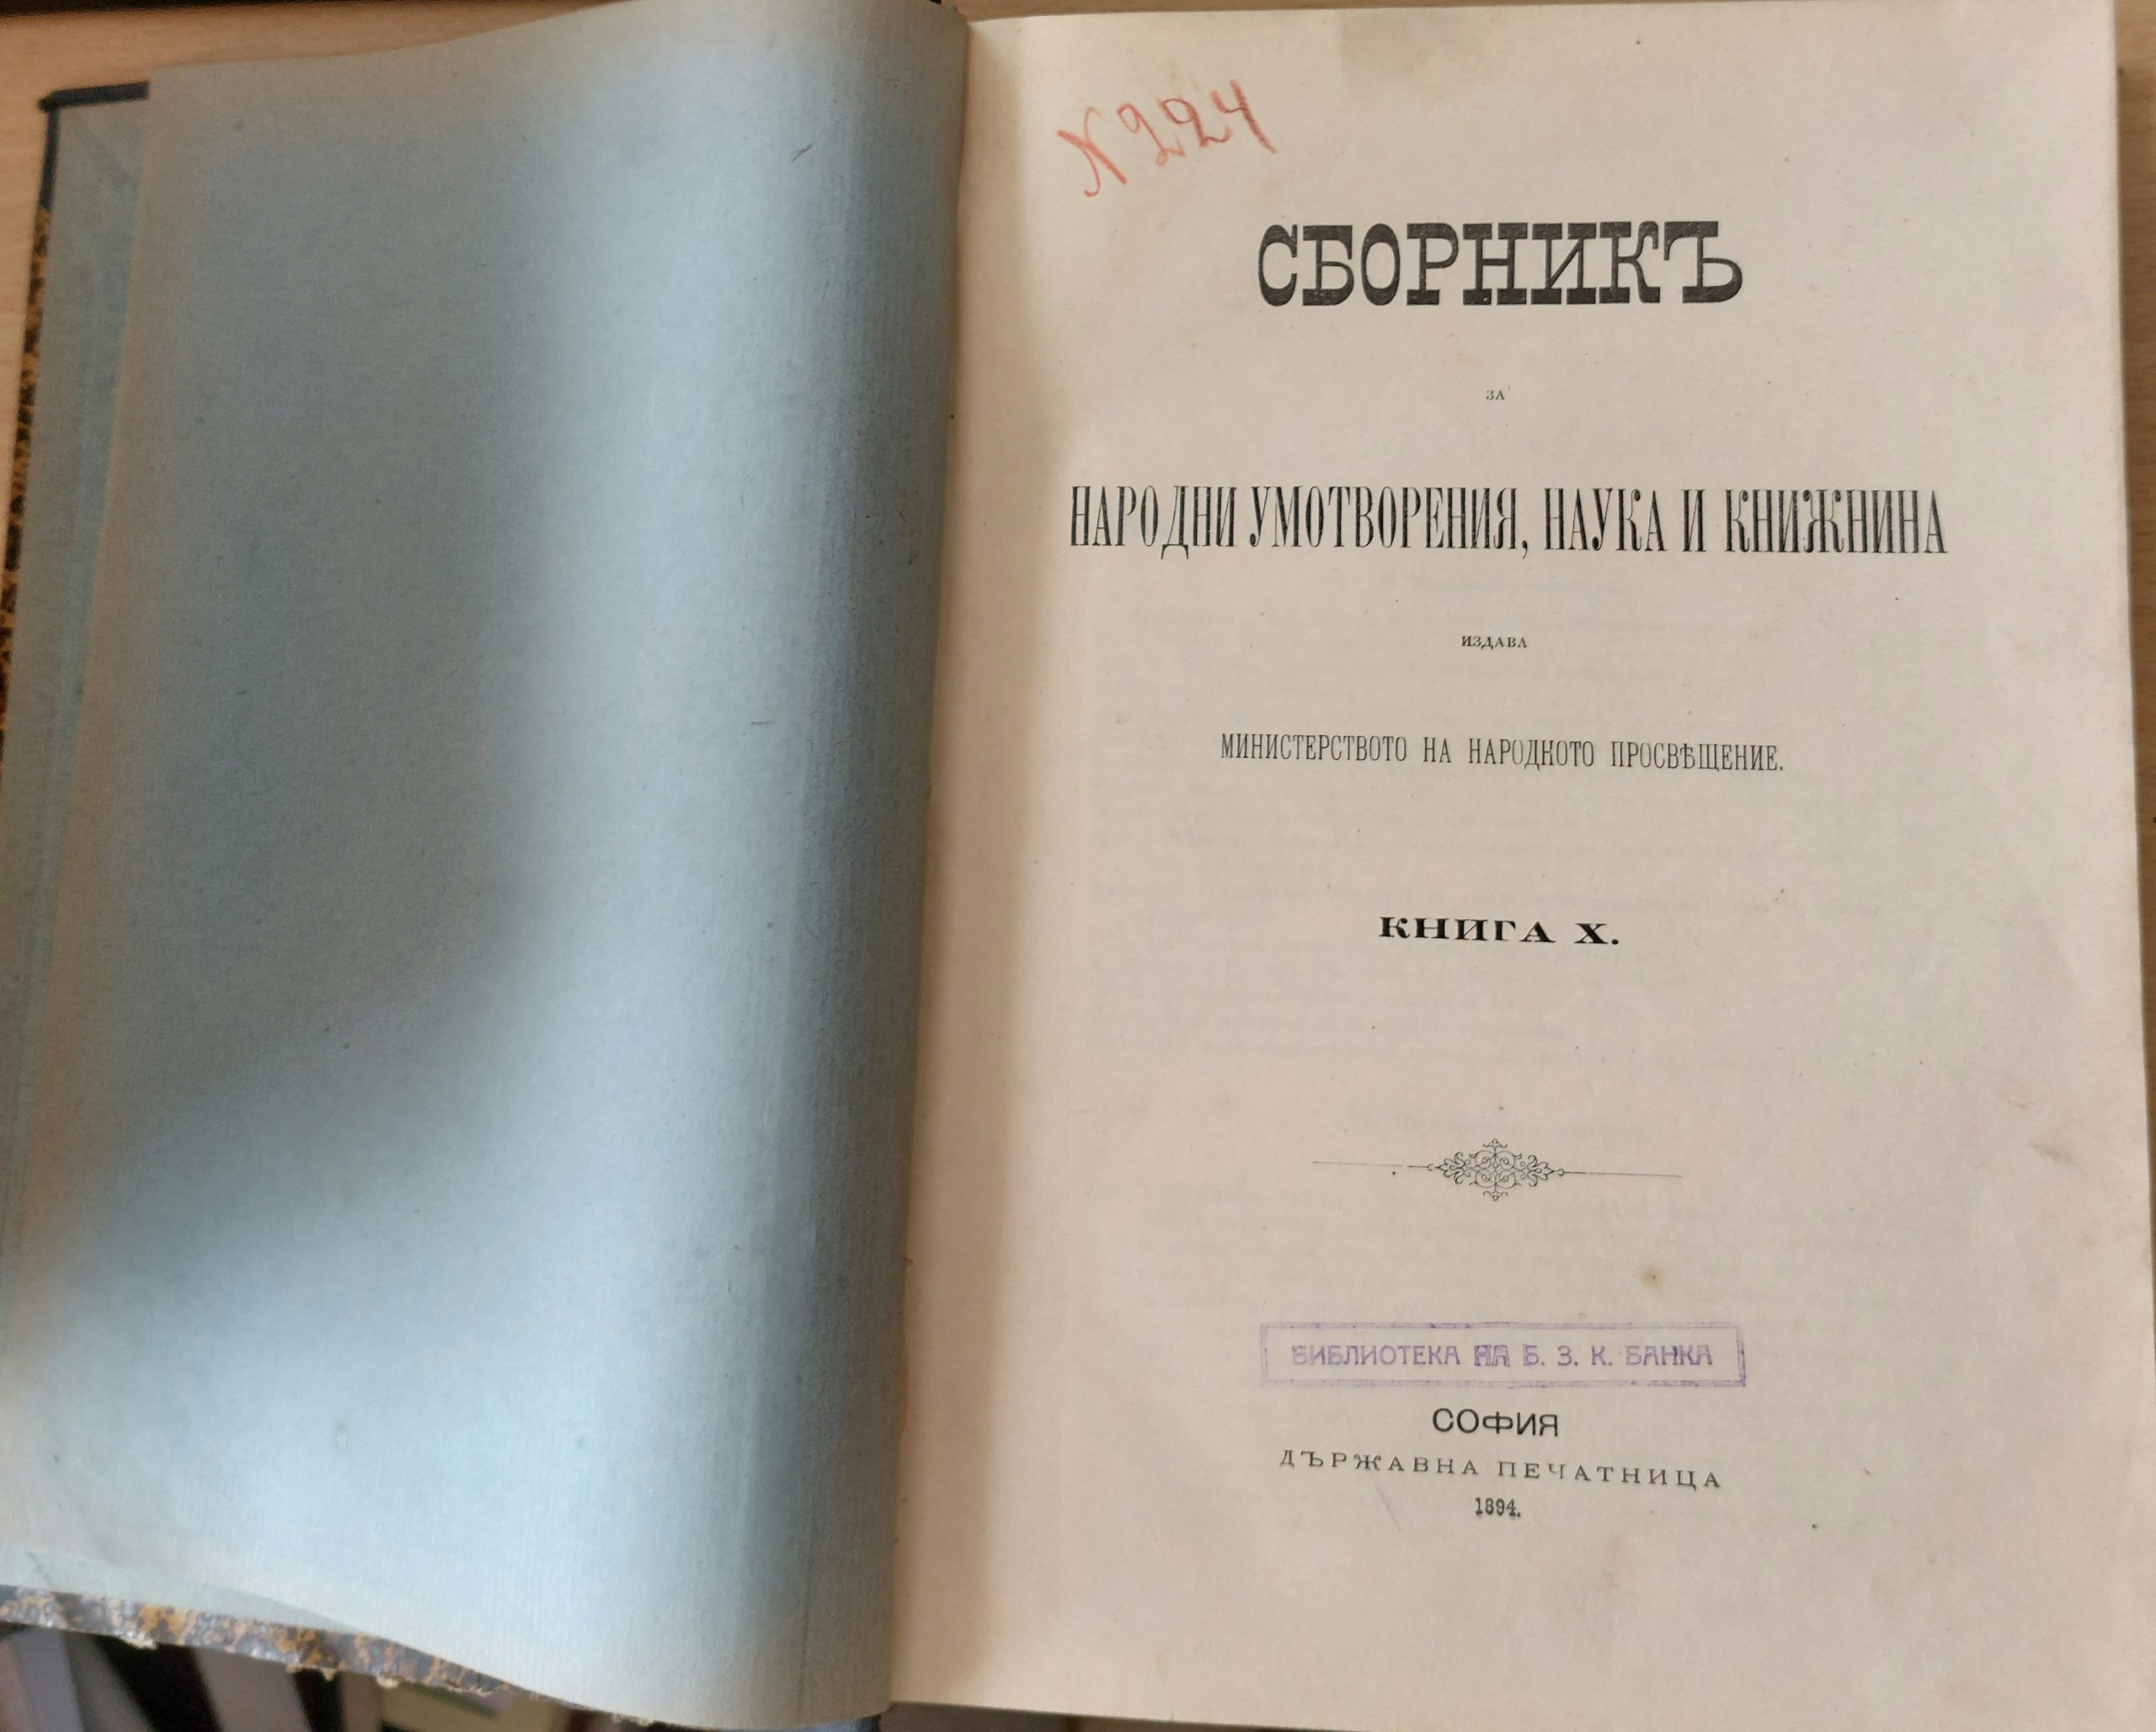 N 224
СБОРНИКЪ
ЗА
НАРОДНИ УМОТВОРЕНИЯ, НАУКА И КНИЖНИНА
ИЗДАВА
МИНИСТЕРСТВОТО НА НАРОДНОТО ПРОСВѢЩЕНИЕ.
КНИГА X.
БИБЛИОТЕКА НА Б. З. К. БАНКА
СОФИЯ
ДЪРЖАВНА ПЕЧАТНИЦА
1894.